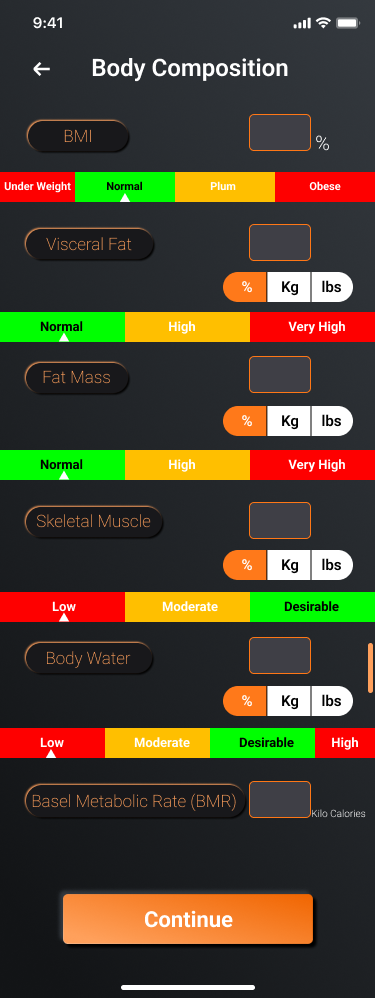 9:41
Body Composition
BMI
%
Under Weight Normal Plum Obese
Visceral Fat
% Kg lbs
Normal High Very High
Fat Mass
% Kg lbs
Normal High Very High
Skeletal Muscle
% Kg lbs
Low Moderate Desirable
Body Water
% Kg lbs
Low Moderate Desirable High
Basel Metabolic Rate (BMR)
Kilo Calories
Continue